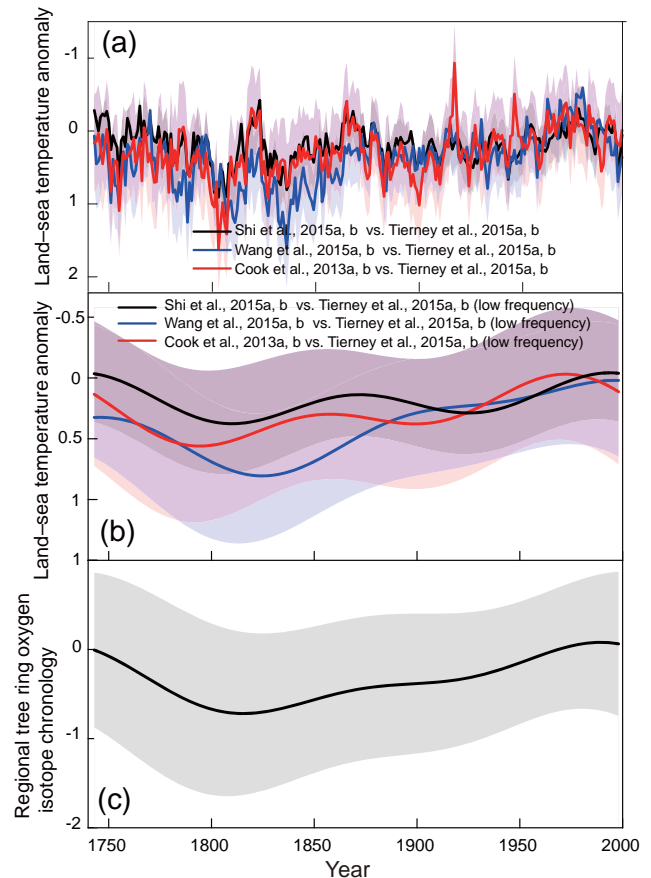 (a)
Land–sea temperature anomaly
-1
0
1
2
Shi et al., 2015a, b vs Tierney et al., 2015a, b
Wang et al., 2015a, b vs. Tierney et al., 2015a, b
Cook et al., 2013a, b vs. Tierney et al., 2015a, b
(b)
Land–sea temperature anomaly
-0.5
0
0.5
1
Shi et al., 2015a, b vs. Tierney et al., 2015a, b (low frequency)
Wang et al., 2015a, b vs. Tierney et al., 2015a, b (low frequency)
Cook et al., 2013a, b vs. Tierney et al., 2015a, b (low frequency)
(c)
Regional tree ring oxygen
isotope chronology
1
0
-1
-2
1750
1800
1850
1900
1950
2000
Year